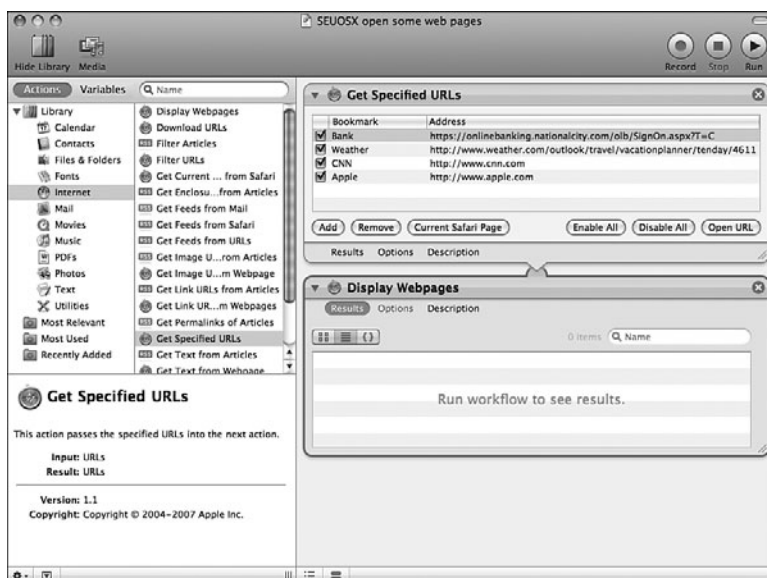 SEUOSX open some web pages
Hide Library Media
Record Stop Run
Actions Variables Name
Library
Calendar
Contacts
Files & Folders
Fonts
Internet
Mail
Movies
Music
PDFs
Photos
Text
Utilities
Most Relevant
Most Used
Recently Added
Display Webpages
Download URLs
Filter Articles
Filter URLs
Get Current ... from Safari
Get Enclosu...from Articles
Get Feeds from Mail
Get Feeds from Safari
Get Feeds from URLs
Get Image U...rom Articles
Get Image U...m Webpage
Get Link URLs from Articles
Get Link UR...m Webpages
Get Permalinks of Articles
Get Specified URLs
Get Text from Articles
Get Text from Webpage
Get Specified URLs
This action passes the specified URLs into the next action.
Input: URLs
Result: URLs
Version: 1.1
Copyright: Copyright © 2004-2007 Apple Inc.
Get Specified URLs
Bookmark Address
Bank https://onlinebanking.nationalcity.com/olb/SignOn.aspx?T=C
Weather http://www.weather.com/outlook/travel/vacationplanner/tenday/4611
CNN http://www.cnn.com
Apple http://www.apple.com
Add Remove Current Safari Page Enable All Disable All Open URL
Results Options Description
Display Webpages
Results Options Description
0 items Name
Run workflow to see results.